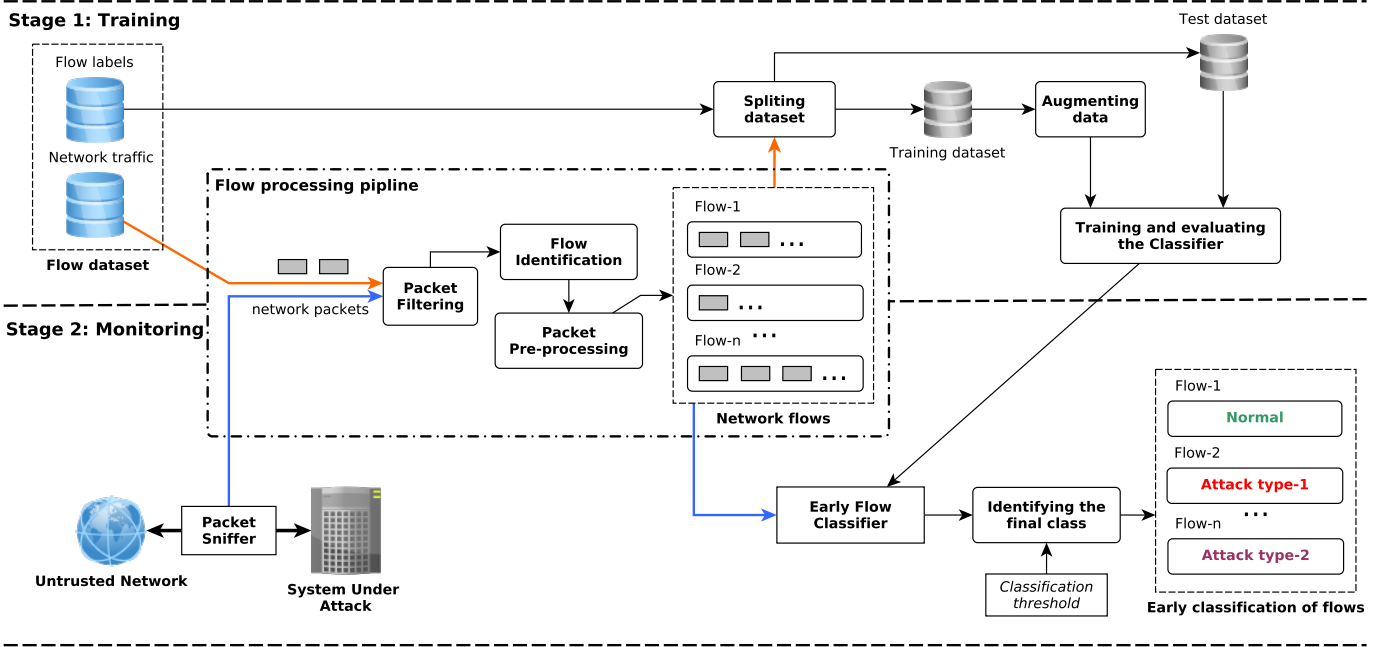 Stage 1: Training
Test dataset
Flow labels
Spliting
dataset
Augmenting
data
Network traffic
Training dataset
Flow dataset
Flow processing pipline
Flow-1
...
Training and evaluating
the Classifier
Flow
Identification
Packet
Filtering
network packets
Flow-2
...
...
Packet
Pre-processing
Flow-n
...
Network flows
Stage 2: Monitoring
Flow-1
Normal
Flow-2
Attack type-1
...
Flow-n
Attack type-2
Early classification of flows
Packet
Sniffer
Untrusted Network
System Under
Attack
Early Flow
Classifier
Identifying the
final class
Classification
threshold